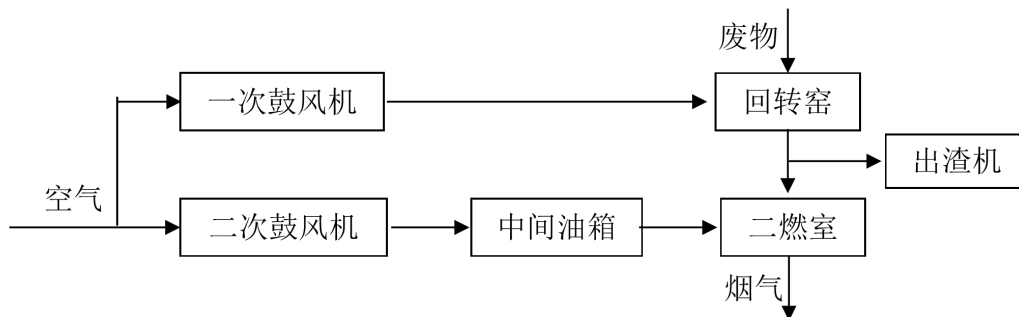 废物
一次鼓风机
回转窑
出渣机
空气
二次鼓风机
中间油箱
二燃室
烟气